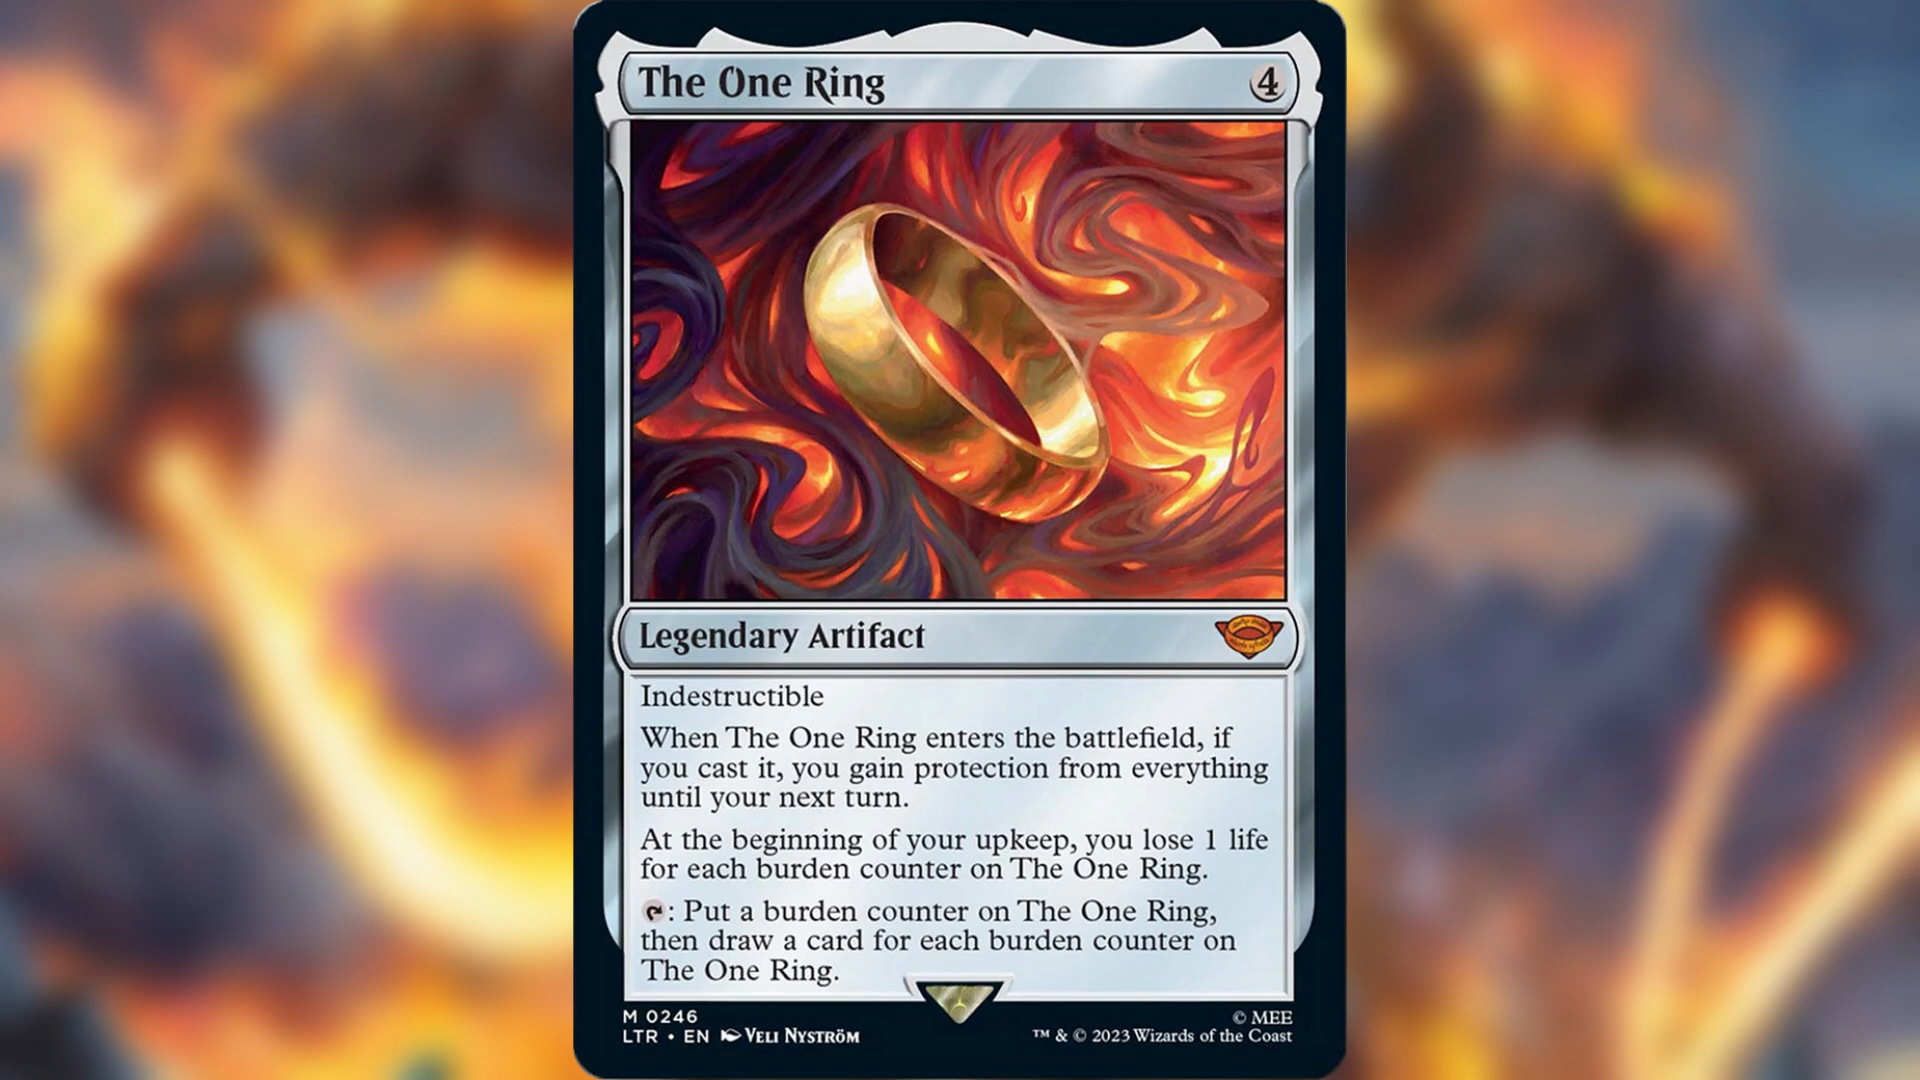 The One Ring 4
Legendary Artifact
Indestructible
When The One Ring enters the battlefield, if
you cast it, you gain protection from everything
until your next turn.
At the beginning of your upkeep, you lose 1 life
for each burden counter on The One Ring.
: Put a burden counter on The One Ring,
then draw a card for each burden counter on
The One Ring.
M 0246
LTR • EN VELI NYSTRÖM
© MEE
™ & © 2023 Wizards of the Coast